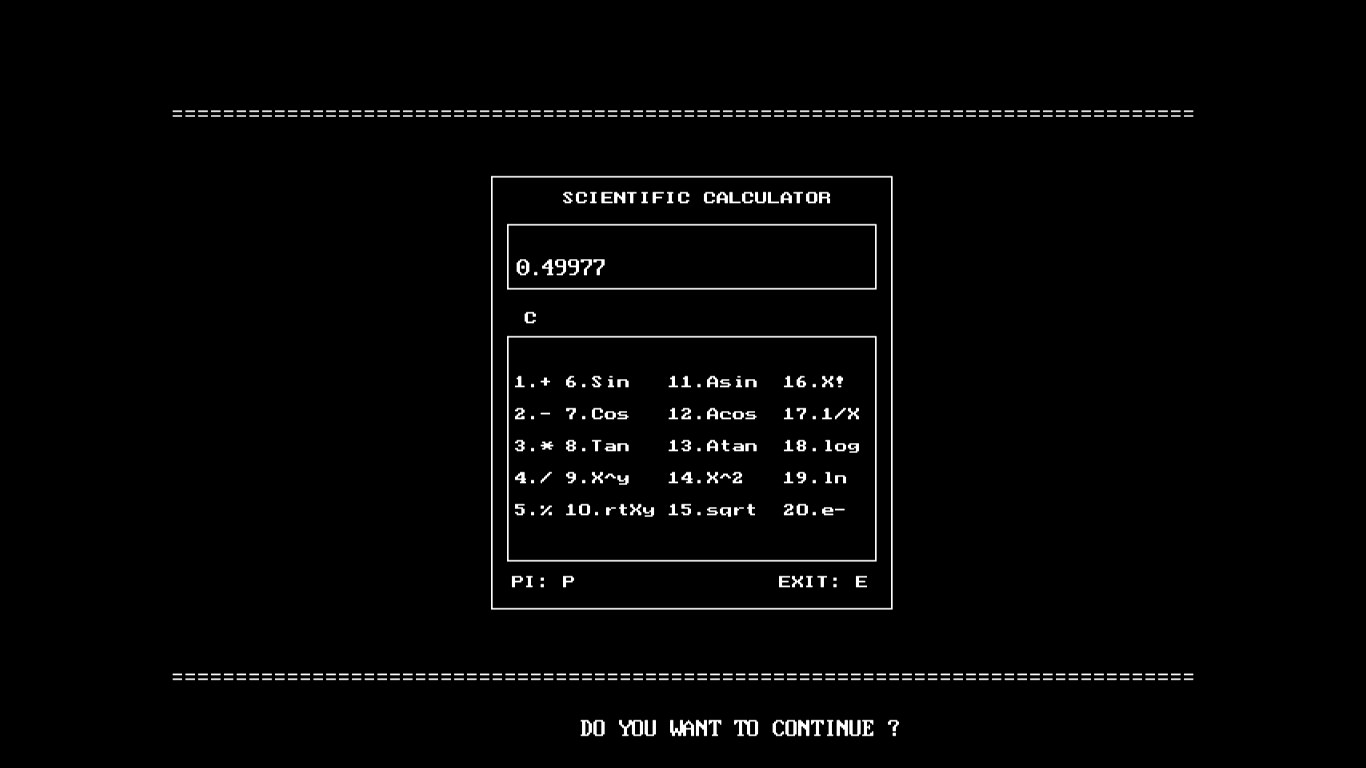 ================================================================================
SCIENTIFIC CALCULATOR
0.49977
C
1.+ 6.Sin 11.Asin 16.X!
2.- 7.Cos 12.Acos 17.1/X
3.* 8.Tan 13.Atan 18.log
4./ 9.X^y 14.X^2 19.ln
5.% 10.rtXy 15.sqrt 20.e-
PI: P EXIT: E
================================================================================
DO YOU WANT TO CONTINUE ?